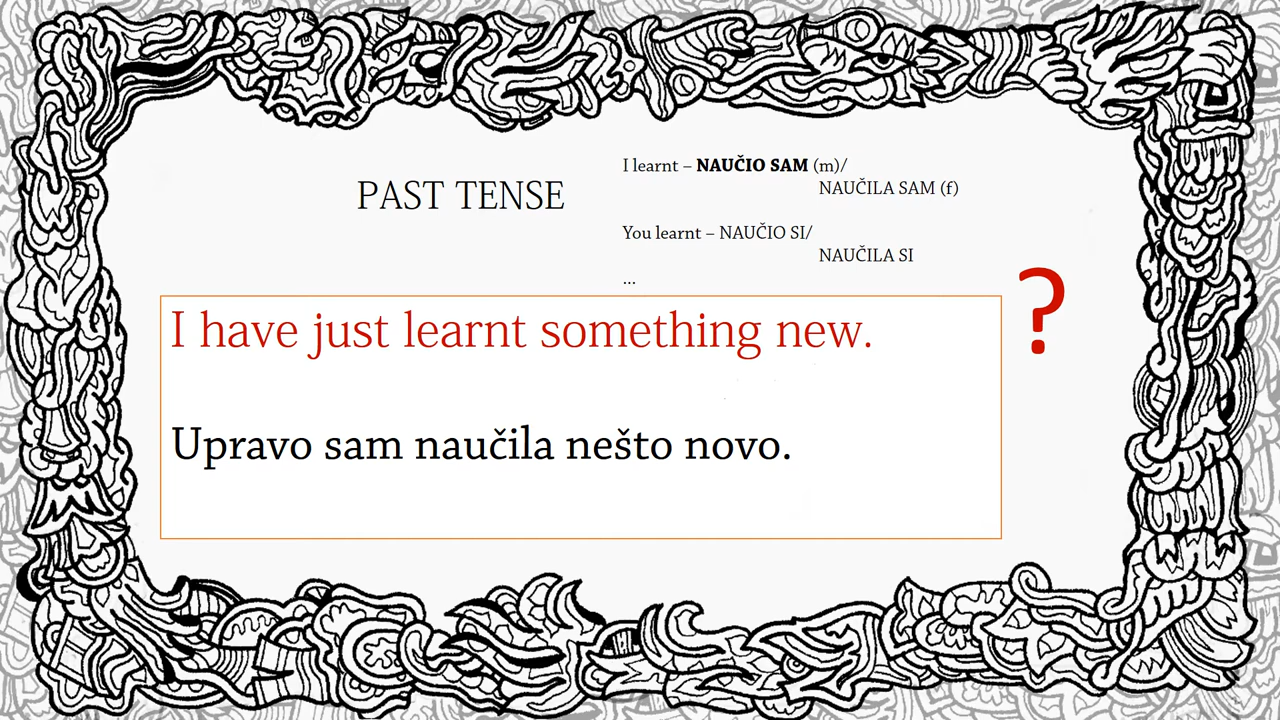 PAST TENSE
I learnt – NAUČIO SAM (m)/
NAUČILA SAM (f)
You learnt – NAUČIO SI/
NAUČILA SI
...
I have just learnt something new.
?
Upravo sam naučila nešto novo.